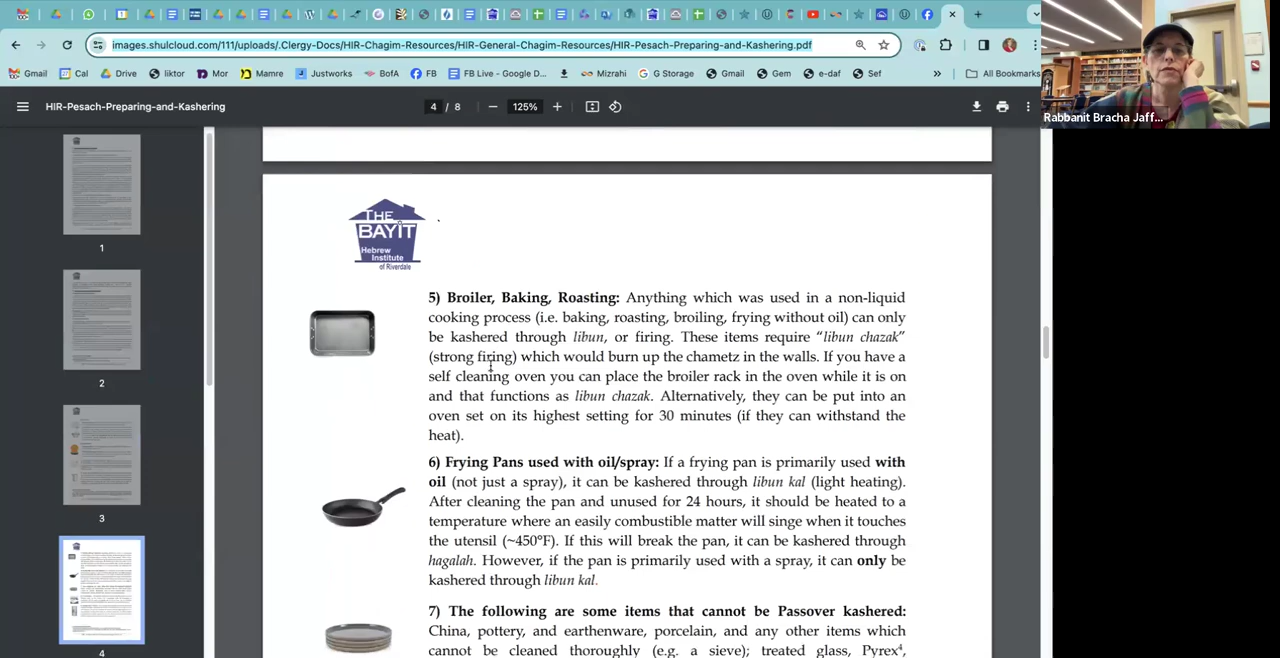 images.shulcloud.com/111/uploads/.Clergy-Docs/HIR-Chagim-Resources/HIR-General-Chagim-Resources/HIR-Pesach-Preparing-and-Kashering.pdf
Gmail Cal Drive liktor Mor Mamre Justworks BofA FB FB Live - Google D... Mizrahi G Storage Gmail Gem e-daf Sef » All Bookmarks
HIR-Pesach-Preparing-and-Kashering 4 / 8 — 125% +
Rabbanit Bracha Jaff...
1
2
3
4
THE
BAYIT
Hebrew
Institute
of Riverdale
5) Broiler, Baking, Roasting: Anything which was used in a non-liquid
cooking process (i.e. baking, roasting, broiling, frying without oil) can only
be kashered through libun, or firing. These items require “libun chazak”
(strong firing) which would burn up the chametz in the walls. If you have a
self cleaning oven you can place the broiler rack in the oven while it is on
and that functions as libun chazak. Alternatively, they can be put into an
oven set on its highest setting for 30 minutes (if they can withstand the
heat).
6) Frying Pans used with oil/spray: If a frying pan is primarily used with
oil (not just a spray), it can be kashered through libun kal (light heating).
After cleaning the pan and unused for 24 hours, it should be heated to a
temperature where an easily combustible matter will singe when it touches
the utensil (~450°F). If this will break the pan, it can be kashered through
hagalah. However, if the pan is primarily used with a spray, it can only be
kashered through libun kal.
7) The following are some items that cannot be Passover kashered:
China, pottery, and earthenware, porcelain, and any other items which
cannot be cleaned thoroughly (e.g. a sieve); treated glass, Pyrex⁴,